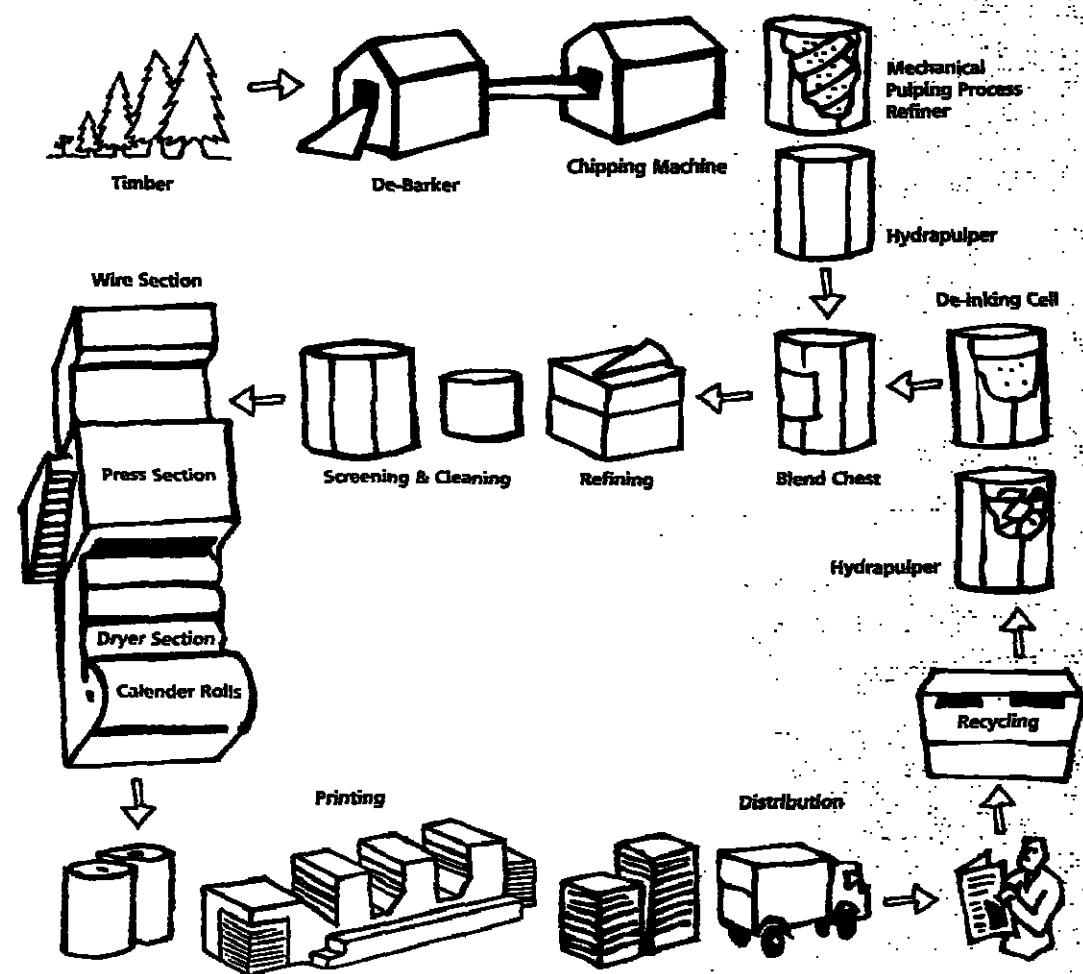 Timber
De-Barker
Chipping Machine
Mechanical
Pulping Process
Refiner
Hydrapulper
Wire Section
De-inking Cell
Press Section
Screening & Cleaning
Refining
Blend Chest
Hydrapulper
Dryer Section
Calender Rolls
Recycling
Printing
Distribution